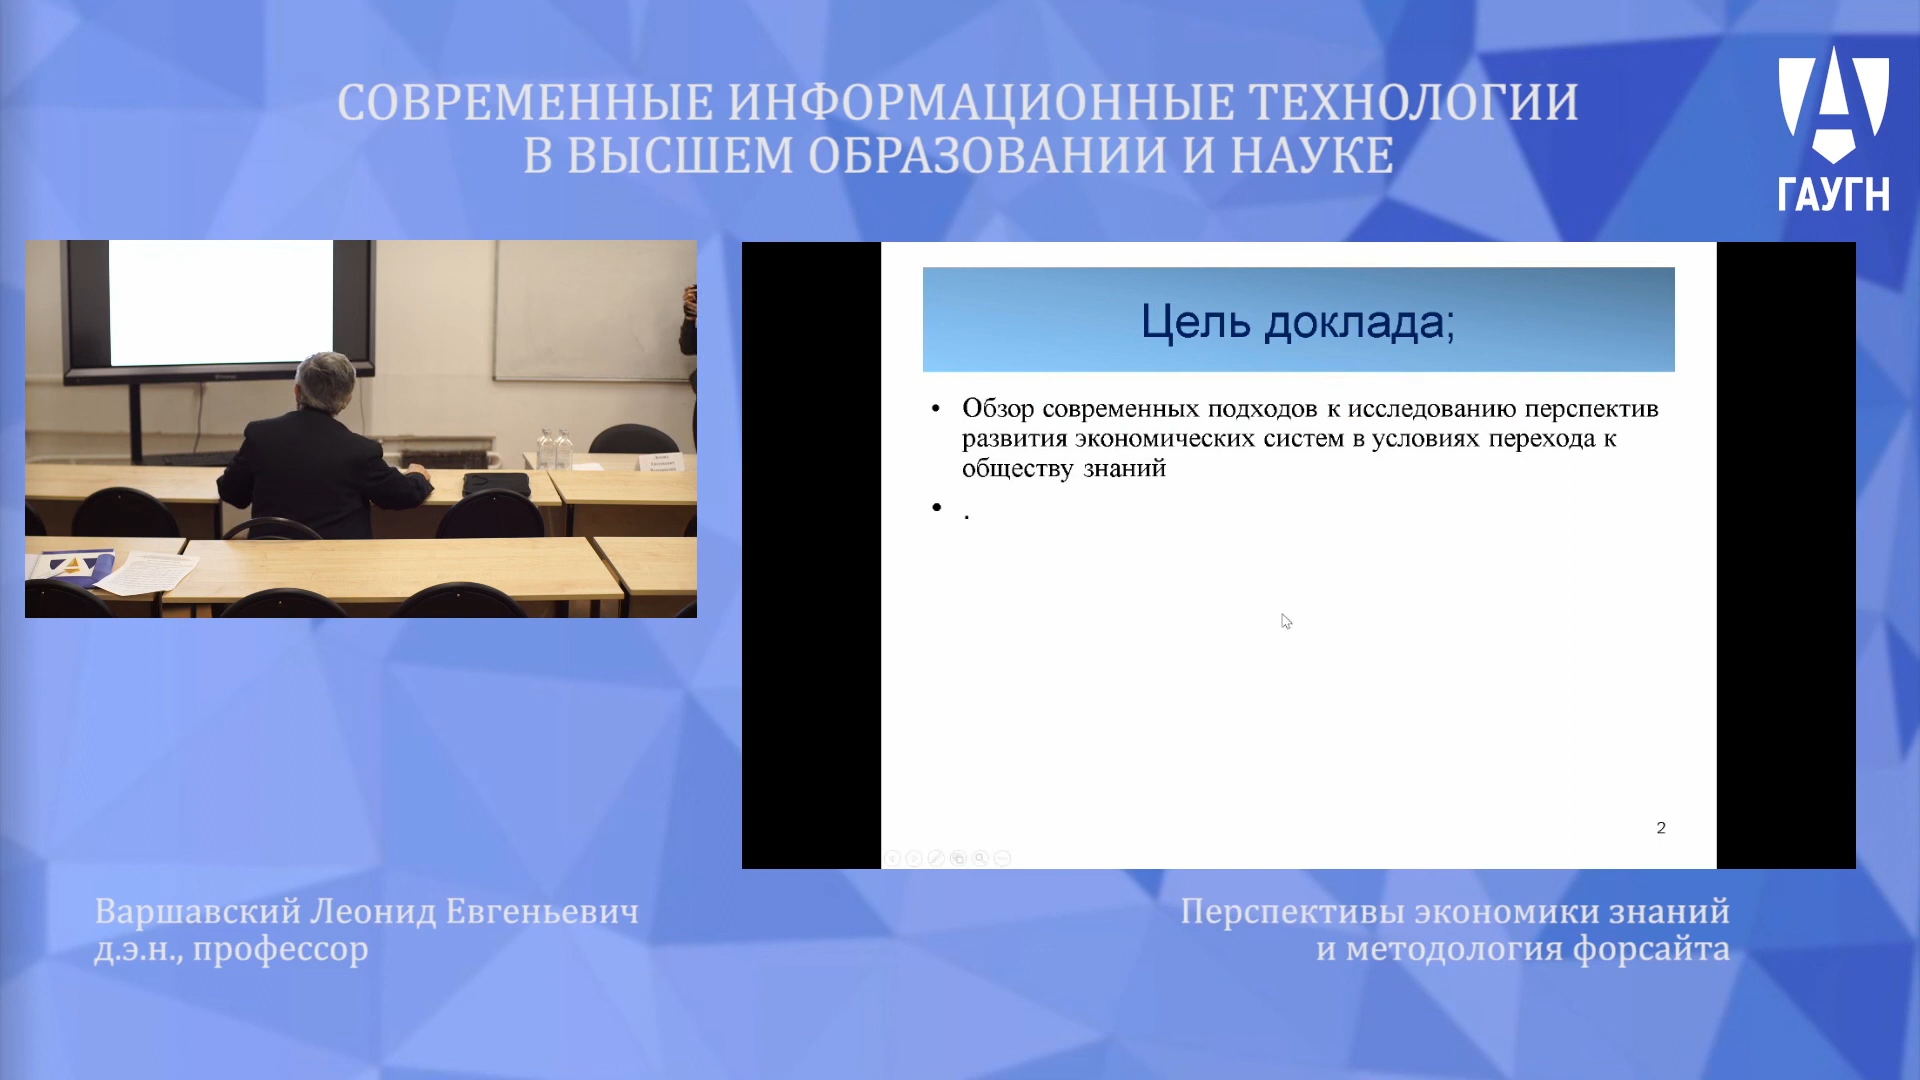 СОВРЕМЕННЫЕ ИНФОРМАЦИОННЫЕ ТЕХНОЛОГИИ
В ВЫСШЕМ ОБРАЗОВАНИИ И НАУКЕ
ГАУГН
Цель доклада;
• Обзор современных подходов к исследованию перспектив
развития экономических систем в условиях перехода к
обществу знаний
• .
2
Варшавский Леонид Евгеньевич
д.э.н., профессор
Перспективы экономики знаний
и методология форсайта